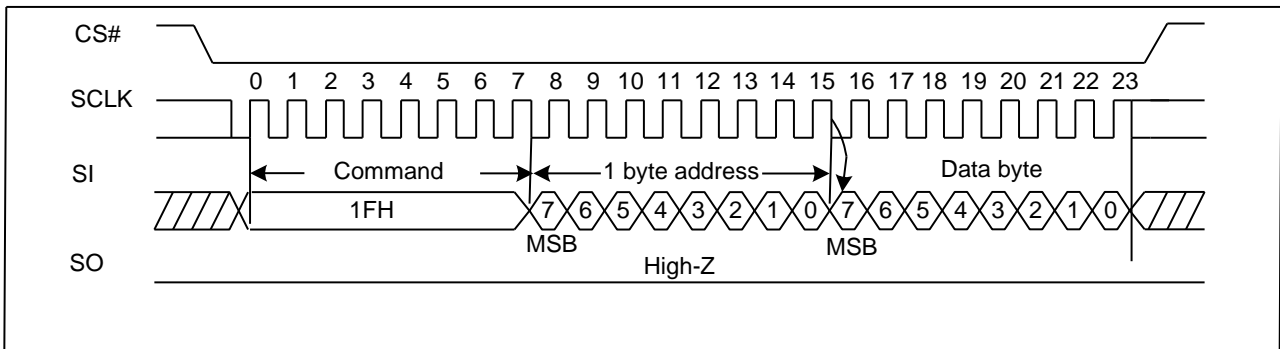 CS#
0 1 2 3 4 5 6 7 8 9 10 11 12 13 14 15 16 17 18 19 20 21 22 23
SCLK
SI
Command 1 byte address Data byte
1FH 7 6 5 4 3 2 1 0 7 6 5 4 3 2 1 0
MSB MSB
SO
High-Z